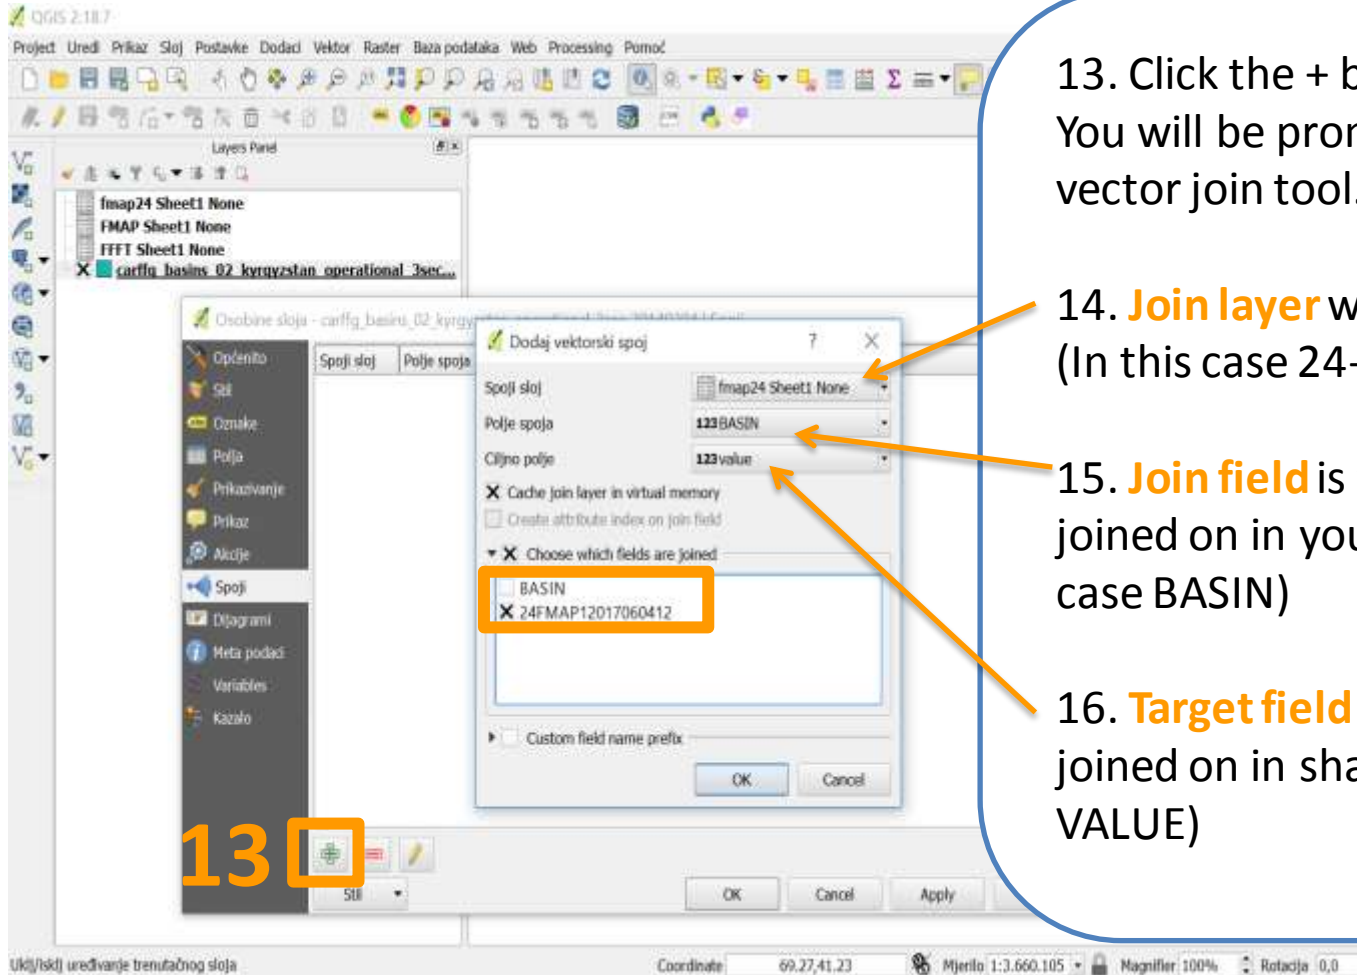 QGIS 2.18.7
Project Uredi Prikaz Sloj Postavke Dodaci Vektor Raster Baza podataka Web Processing Pomoć
Layers Panel
fmap24 Sheet1 None
FMAP Sheet1 None
FFFT Sheet1 None
carffg_basins_02_kyrgyzstan_operational_3sec...
Osobine sloja - carffg_basins_02_kyrgy
Općenito
Stil
Oznake
Polja
Prikazivanje
Prikaz
Akcije
Spoji
Dijagrami
Meta podaci
Variables
Kazalo
Spoji sloj Polje spoja
Dodaj vektorski spoj ?
Spoji sloj fmap24 Sheet1 None
Polje spoja 123 BASIN
Ciljno polje 123 value
Cache join layer in virtual memory
Create attribute index on join field
Choose which fields are joined
BASIN
24FMAP12017060412
Custom field name prefix
OK Cancel
13
Stil
OK Cancel Apply
Uklj/Isklj uređivanje trenutačnog sloja
Coordinate 69.27,41.23 Mjerilo 1:3.660.105 Magnifier 100% Rotacija 0,0
13. Click the + b
You will be pro
vector join tool.
14. Join layer w
(In this case 24-
15. Join field is
joined on in you
case BASIN)
16. Target field
joined on in sha
VALUE)